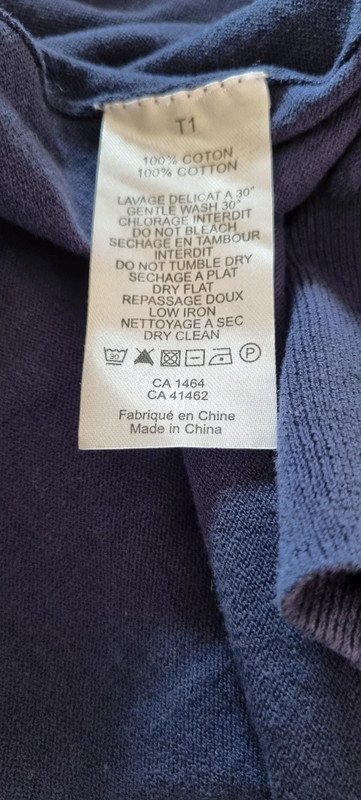 T1
100% COTON
100% COTTON
LAVAGE DELICAT A 30°
GENTLE WASH 30°
CHLORAGE INTERDIT
DO NOT BLEACH
SECHAGE EN TAMBOUR
INTERDIT
DO NOT TUMBLE DRY
SECHAGE A PLAT
DRY FLAT
REPASSAGE DOUX
LOW IRON
NETTOYAGE A SEC
DRY CLEAN
30 P
CA 1464
CA 41462
Fabriqué en Chine
Made in China